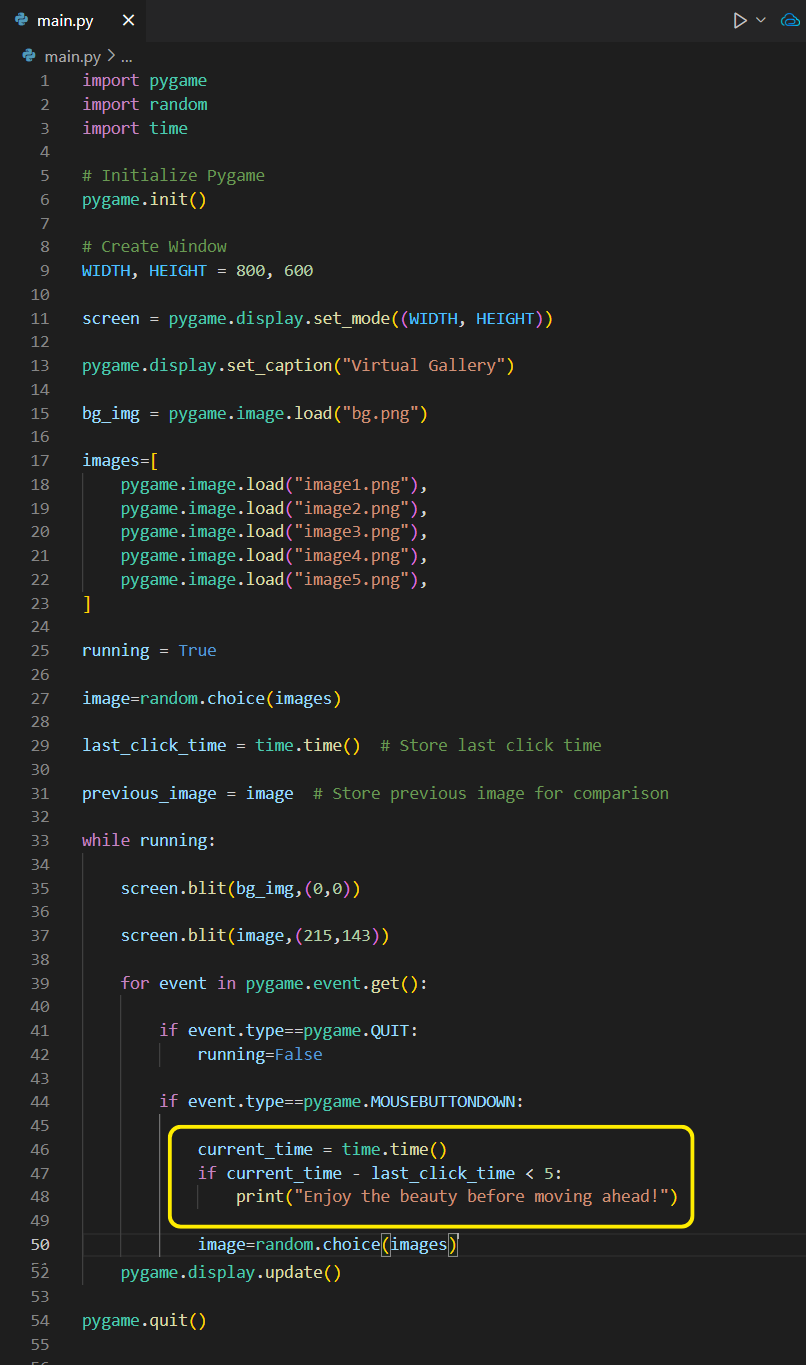 main.py ×
main.py > ...
1 import pygame
2 import random
3 import time
4
5 # Initialize Pygame
6 pygame.init()
7
8 # Create Window
9 WIDTH, HEIGHT = 800, 600
10
11 screen = pygame.display.set_mode((WIDTH, HEIGHT))
12
13 pygame.display.set_caption("Virtual Gallery")
14
15 bg_img = pygame.image.load("bg.png")
16
17 images=[
18     pygame.image.load("image1.png"),
19     pygame.image.load("image2.png"),
20     pygame.image.load("image3.png"),
21     pygame.image.load("image4.png"),
22     pygame.image.load("image5.png"),
23 ]
24
25 running = True
26
27 image=random.choice(images)
28
29 last_click_time = time.time()  # Store last click time
30
31 previous_image = image  # Store previous image for comparison
32
33 while running:
34
35     screen.blit(bg_img,(0,0))
36
37     screen.blit(image,(215,143))
38
39     for event in pygame.event.get():
40
41         if event.type==pygame.QUIT:
42             running=False
43
44         if event.type==pygame.MOUSEBUTTONDOWN:
45
46             current_time = time.time()
47             if current_time - last_click_time < 5:
48                 print("Enjoy the beauty before moving ahead!")
49
50             image=random.choice(images)
52     pygame.display.update()
53
54 pygame.quit()
55